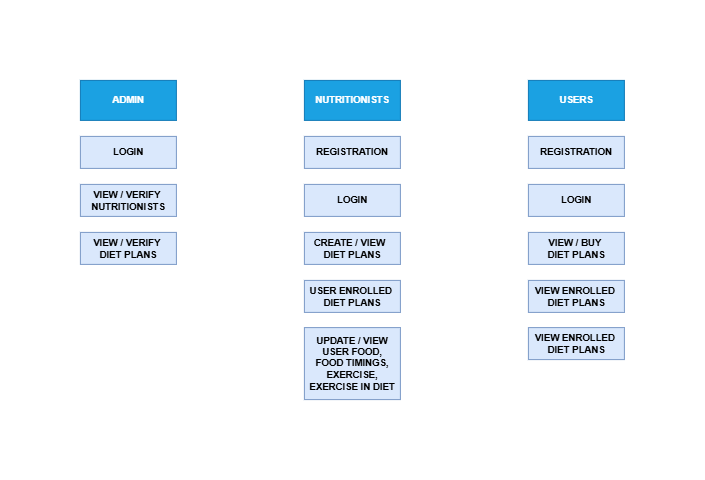 ADMIN
LOGIN
VIEW / VERIFY
NUTRITIONISTS
VIEW / VERIFY
DIET PLANS
NUTRITIONISTS
REGISTRATION
LOGIN
CREATE / VIEW
DIET PLANS
USER ENROLLED
DIET PLANS
UPDATE / VIEW
USER FOOD,
FOOD TIMINGS,
EXERCISE,
EXERCISE IN DIET
USERS
REGISTRATION
LOGIN
VIEW / BUY
DIET PLANS
VIEW ENROLLED
DIET PLANS
VIEW ENROLLED
DIET PLANS